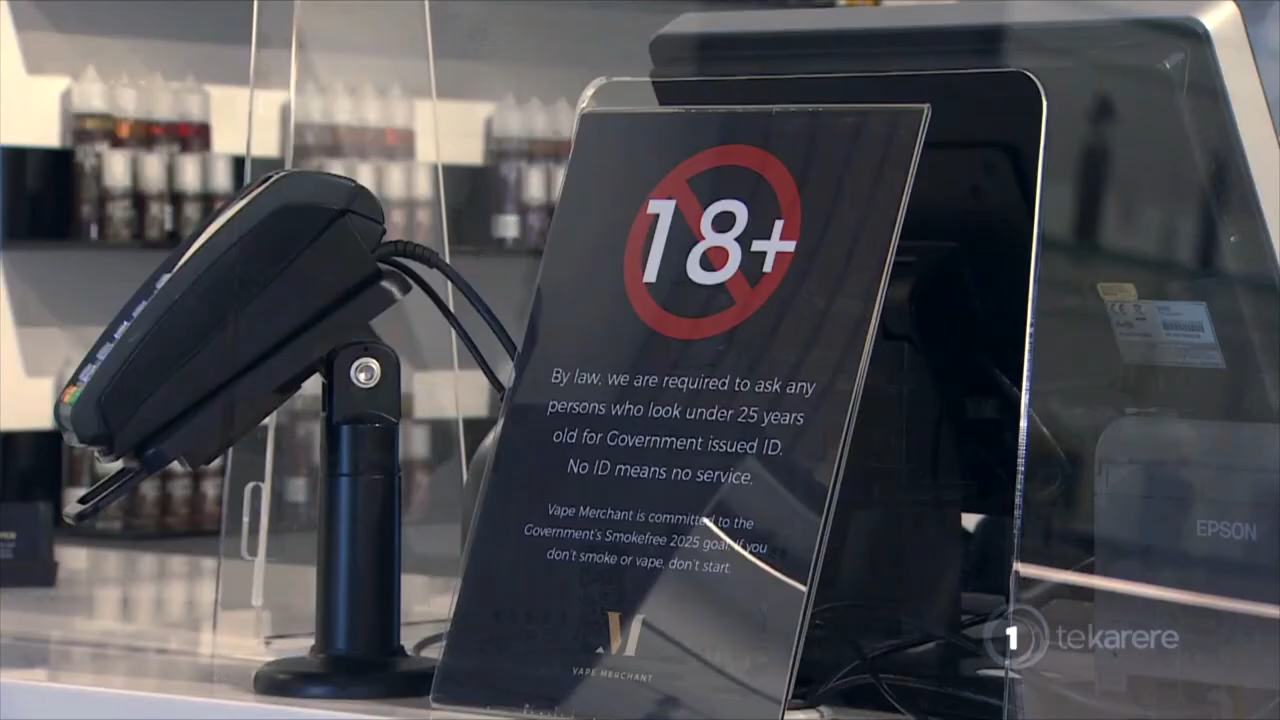 18+
By law, we are required to ask any
persons who look under 25 years
old for Government issued ID.
No ID means no service.
Vape Merchant is committed to the
Government's Smokefree 2025 goal. If you
don't smoke or vape, don't start.
VAPE MERCHANT
EPSON
1 tekarere